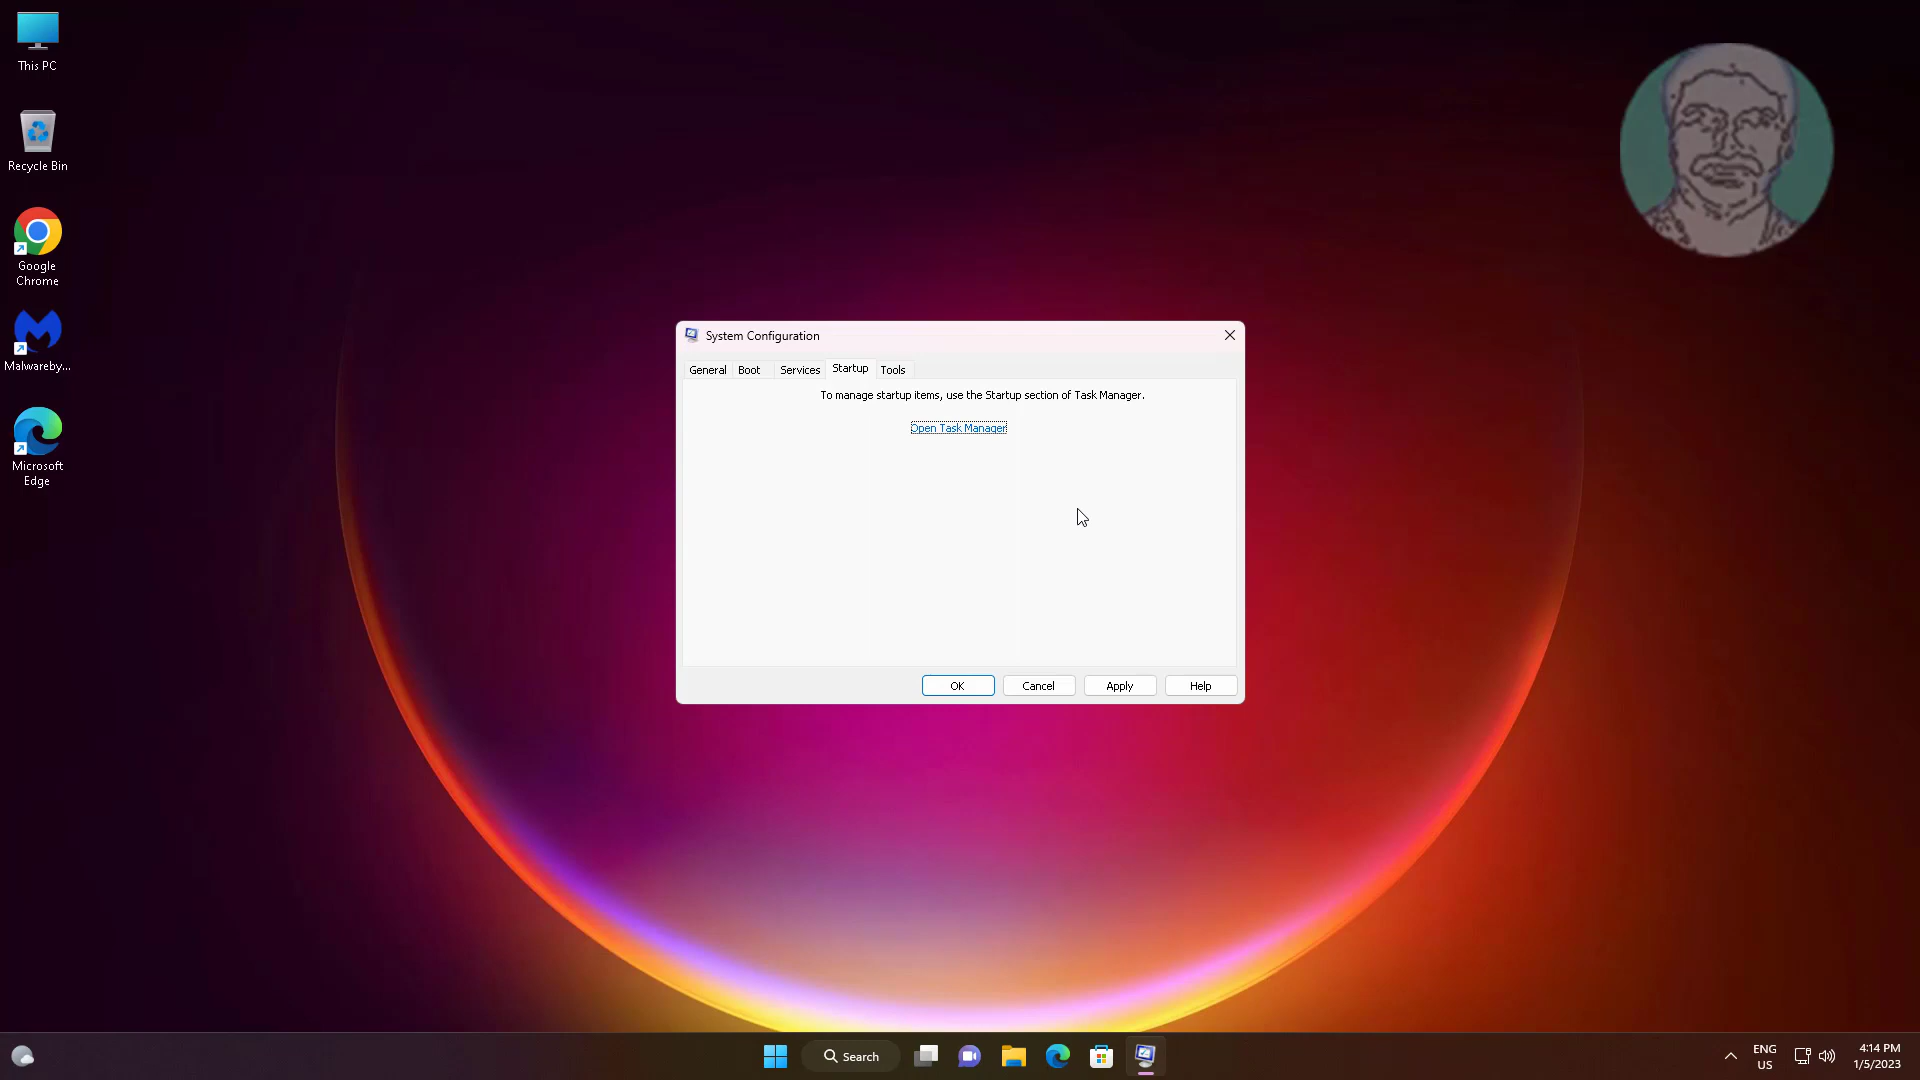 This PC
Recycle Bin
Google
Chrome
Malwareby...
Microsoft
Edge
System Configuration
General
Boot
Services
Startup
Tools
To manage startup items, use the Startup section of Task Manager.
Open Task Manager
OK
Cancel
Apply
Help
Search
ENG
US
4:14 PM
1/5/2023